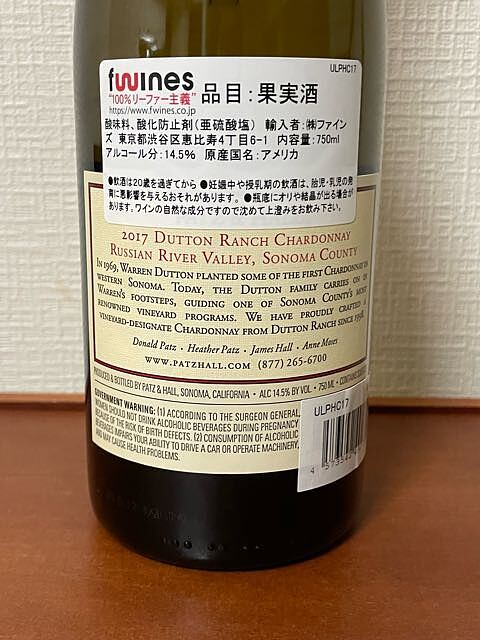 ULPHC17
fwines
"100%リーファー主義"
https://www.fwines.co.jp
品目：果実酒
酸味料、酸化防止剤(亜硫酸塩) 輸入者：㈱ファイン
ズ 東京都渋谷区恵比寿4丁目6-1 内容量：750ml
アルコール分：14.5% 原産国名：アメリカ
●飲酒は20歳を過ぎてから●妊娠中や授乳期の飲酒は、胎児・乳児の発
育に悪影響を与えるおそれがあります。●瓶底にオリや結晶が出る場合が
ありますが、ワインの自然な成分ですので沈めて上澄みをお飲み下さい。
2017 DUTTON RANCH CHARDONNAY
RUSSIAN RIVER VALLEY, SONOMA COUNTY
IN 1969, WARREN DUTTON PLANTED SOME OF THE FIRST CHARDONNAY IN
WESTERN SONOMA. TODAY, THE DUTTON FAMILY CARRIES ON IN
WARREN'S FOOTSTEPS, GUIDING ONE OF SONOMA COUNTY'S MOST
RENOWNED VINEYARD PROGRAMS. WE HAVE PROUDLY CRAFTED A
VINEYARD-DESIGNATE CHARDONNAY FROM DUTTON RANCH SINCE 1998.
Donald Patz · Heather Patz · James Hall · Anne Moses
WWW.PATZHALL.COM (877) 265-6700
PRODUCED & BOTTLED BY PATZ & HALL, SONOMA, CALIFORNIA • ALC 14.5% BY VOL • 750 ML • CONTAINS
GOVERNMENT WARNING: (1) ACCORDING TO THE SURGEON GENERAL,
WOMEN SHOULD NOT DRINK ALCOHOLIC BEVERAGES DURING PREGNANCY
BECAUSE OF THE RISK OF BIRTH DEFECTS. (2) CONSUMPTION OF ALCOHOLIC
BEVERAGES IMPAIRS YOUR ABILITY TO DRIVE A CAR OR OPERATE MACHINERY,
AND MAY CAUSE HEALTH PROBLEMS.
ULPHC17